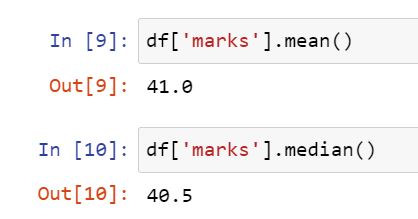 In [9]: df['marks'].mean()
Out[9]: 41.0
In [10]: df['marks'].median()
Out[10]: 40.5